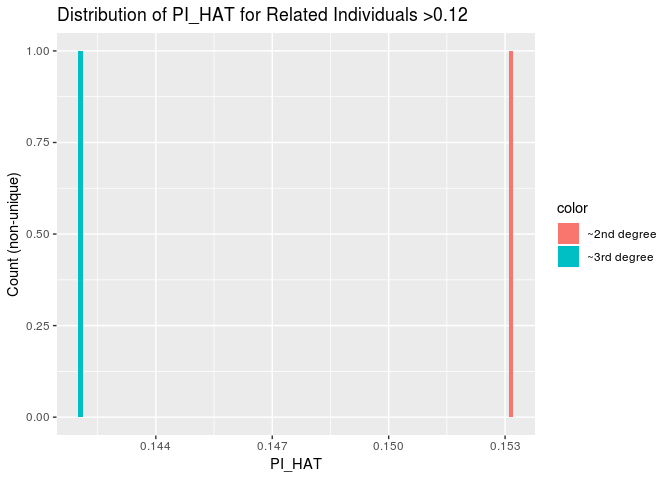 Distribution of PI_HAT for Related Individuals >0.12
Count (non-unique)
1.00
0.75
0.50
0.25
0.00
0.144
0.147
0.150
0.153
PI_HAT
color
~2nd degree
~3rd degree